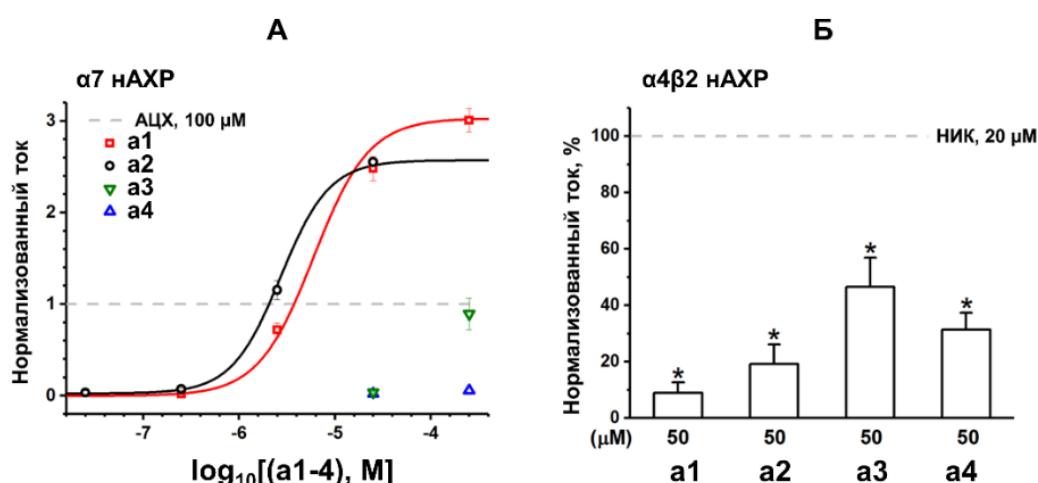 А
α7 нАХР
АЦХ, 100 µM
a1
a2
a3
a4
Нормализованный ток
3
2
1
0
-7 -6 -5 -4
log10[(a1-4), M]
Б
α4β2 нАХР
НИК, 20 µM
Нормализованный ток, %
100
80
60
40
20
0
* * * *
(µM) 50 50 50 50
a1 a2 a3 a4